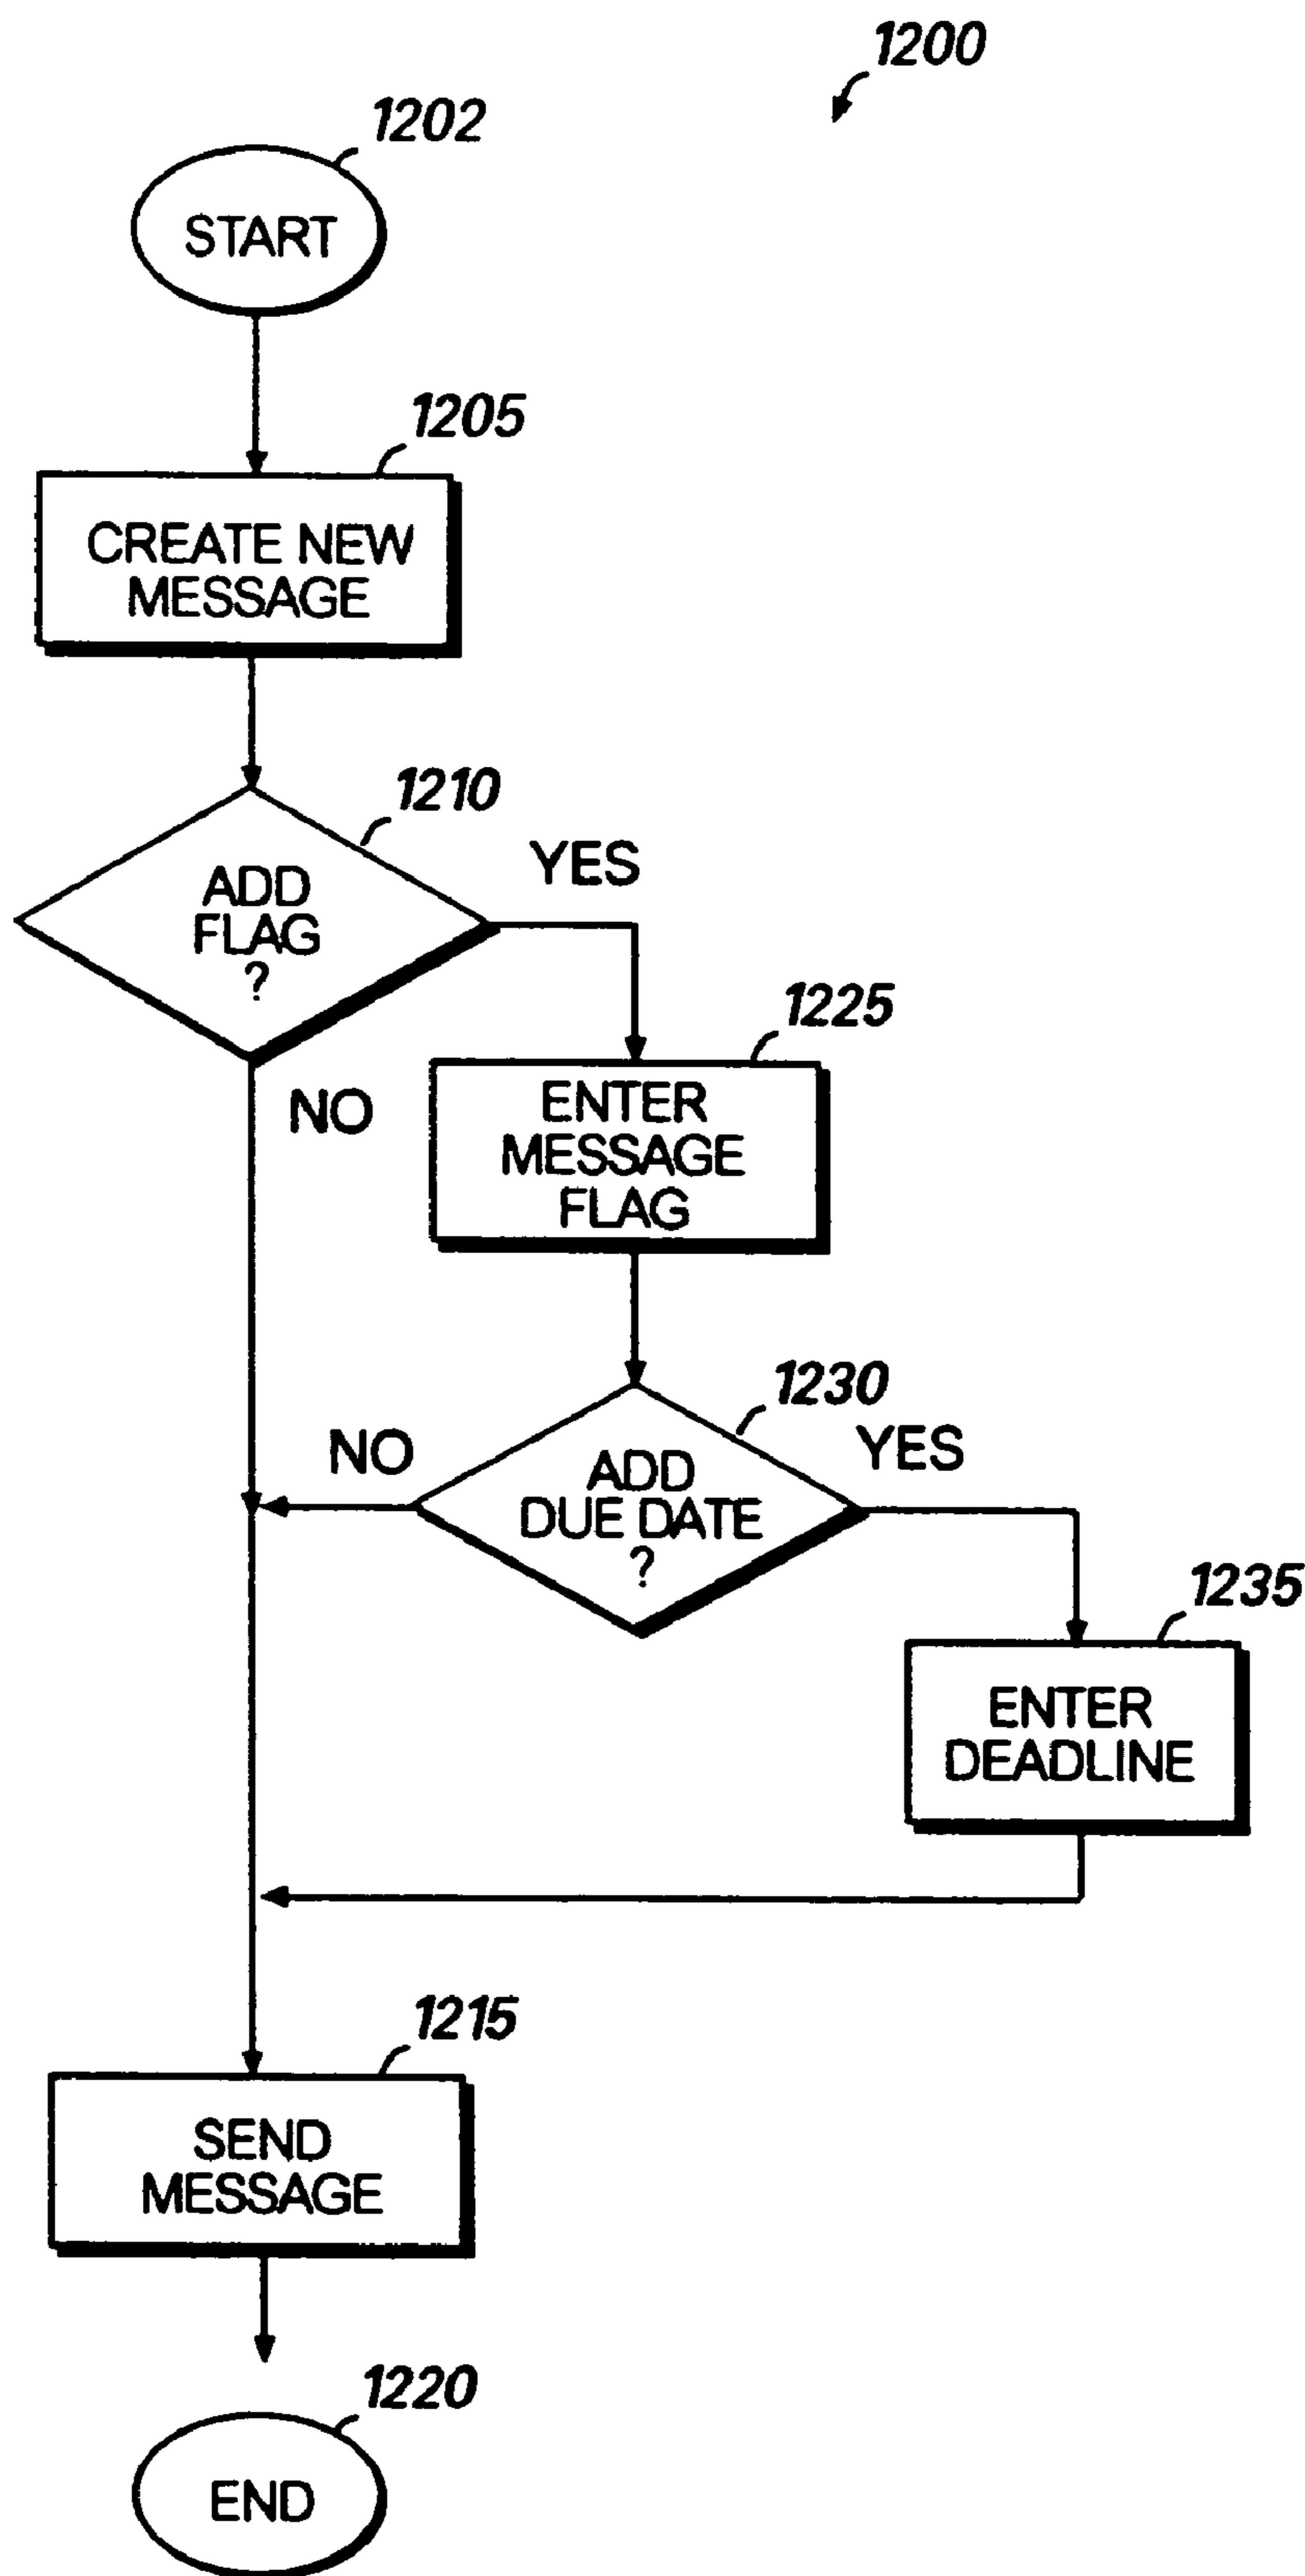 1200
1202
START
1205
CREATE NEW
MESSAGE
1210
ADD
FLAG
?
YES
NO
1225
ENTER
MESSAGE
FLAG
1230
NO
ADD
DUE DATE
?
YES
1235
ENTER
DEADLINE
1215
SEND
MESSAGE
1220
END